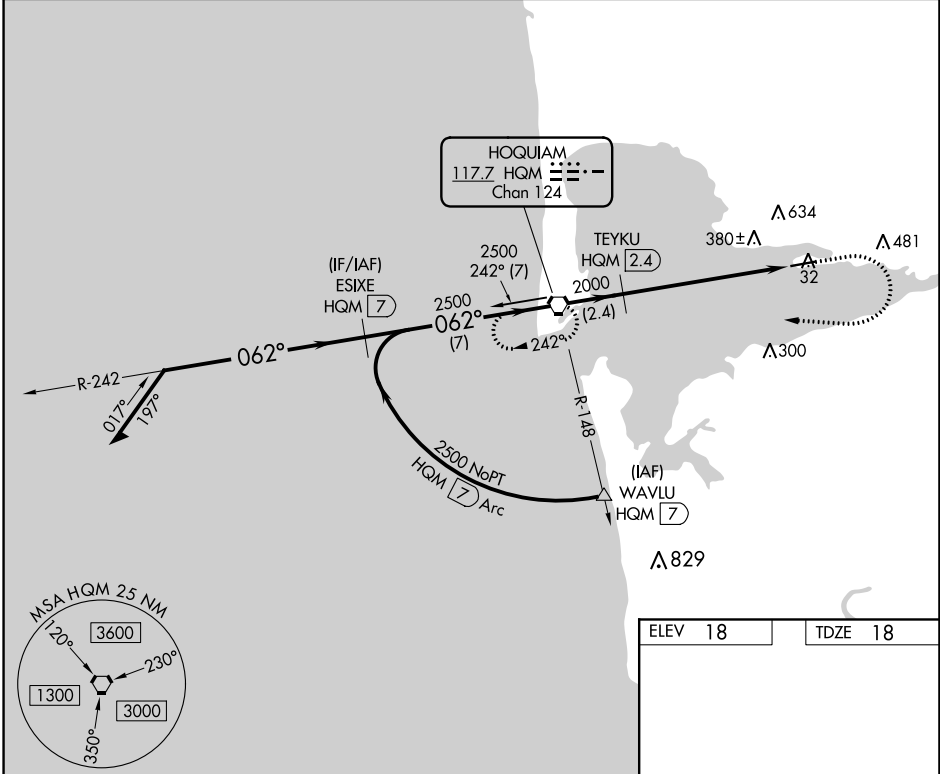 HOQUIAM
117.7 HQM
Chan 124
634
380±
481
TEYKU
HQM 2.4
2500
242° (7)
(IF/IAF)
ESIXE
HQM 7
2500
2000
32
062°
(7)
(2.4)
062°
242°
300
R-242
017°
197°
R-148
2500 NoPT
HQM 7 Arc
(IAF)
WAVLU
HQM 7
829
MSA HQM 25 NM
120°
3600
230°
1300
3000
350°
ELEV 18
TDZE 18